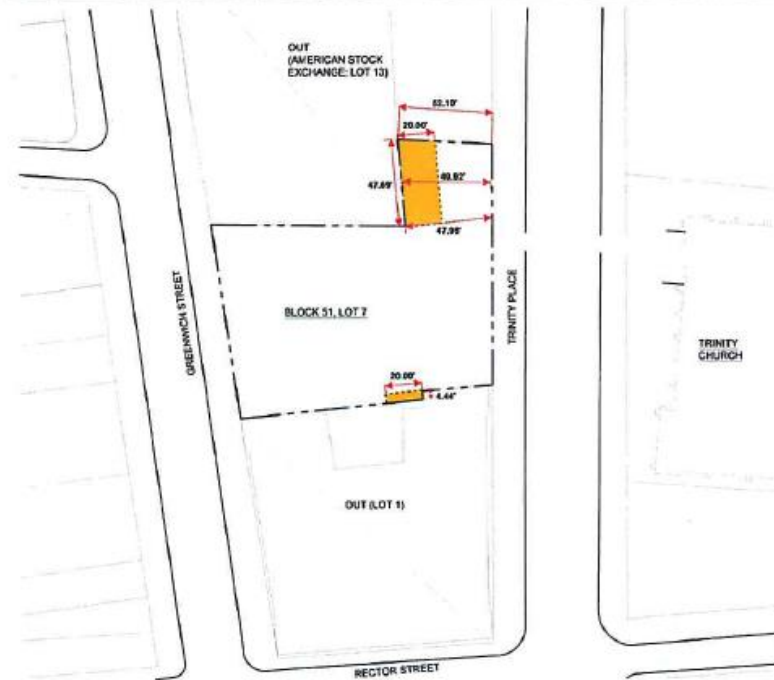 OUT
(AMERICAN STOCK
EXCHANGE: LOT 13)
52.10'
20.00'
47.69'
49.92'
47.96'
GREENWICH STREET
BLOCK 51, LOT 7
TRINITY PLACE
TRINITY
CHURCH
20.00'
4.44'
OUT (LOT 1)
RECTOR STREET